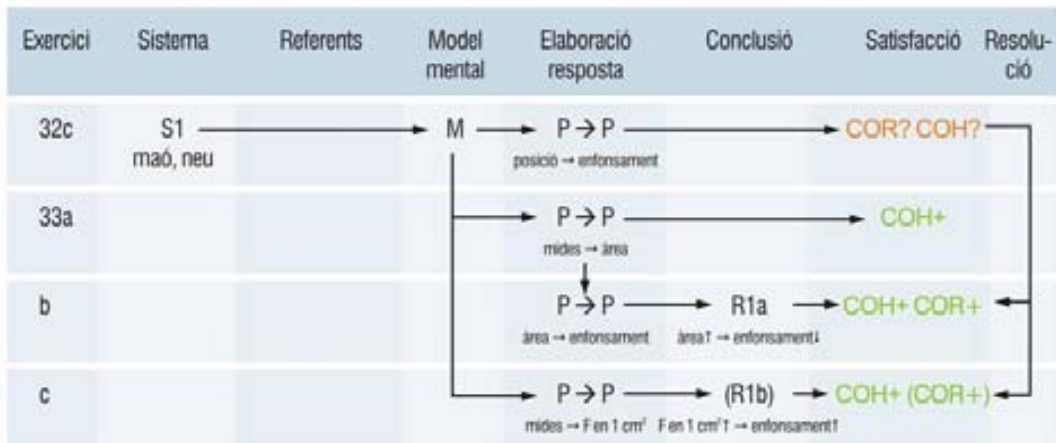 Exercici Sistema Referents Model mental Elaboració resposta Conclusió Satisfacció Resolu-ció
32c S1 M P → P COR? COH?
maó, neu posició → enfonsament
33a P → P COH+
mides → àrea
b P → P R1a COH+ COR+
àrea → enfonsament àrea↑ → enfonsament↓
c P → P (R1b) COH+ (COR+)
mides → F en 1 cm² F en 1 cm²↑ → enfonsament↑